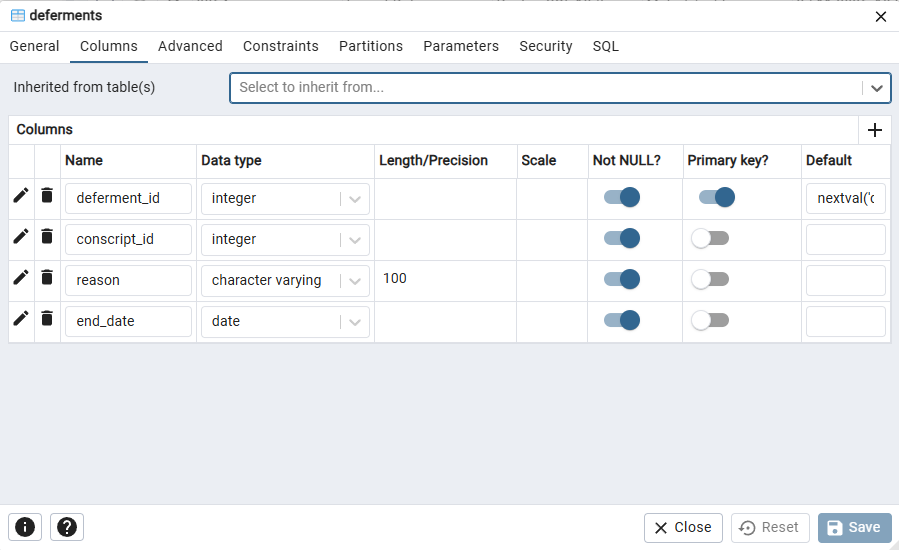 deferments
General Columns Advanced Constraints Partitions Parameters Security SQL
Inherited from table(s) Select to inherit from...
Columns
Name Data type Length/Precision Scale Not NULL? Primary key? Default
deferment_id integer nextval('c
conscript_id integer
reason character varying 100
end_date date
Close Reset Save